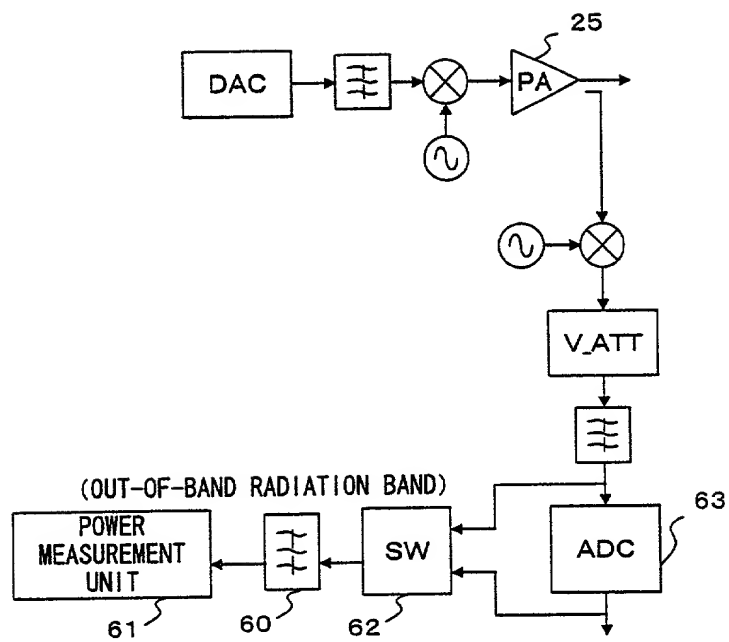 25
DAC
PA
V_ATT
(OUT-OF-BAND RADIATION BAND)
63
POWER
MEASUREMENT
UNIT
SW
ADC
61
60
62